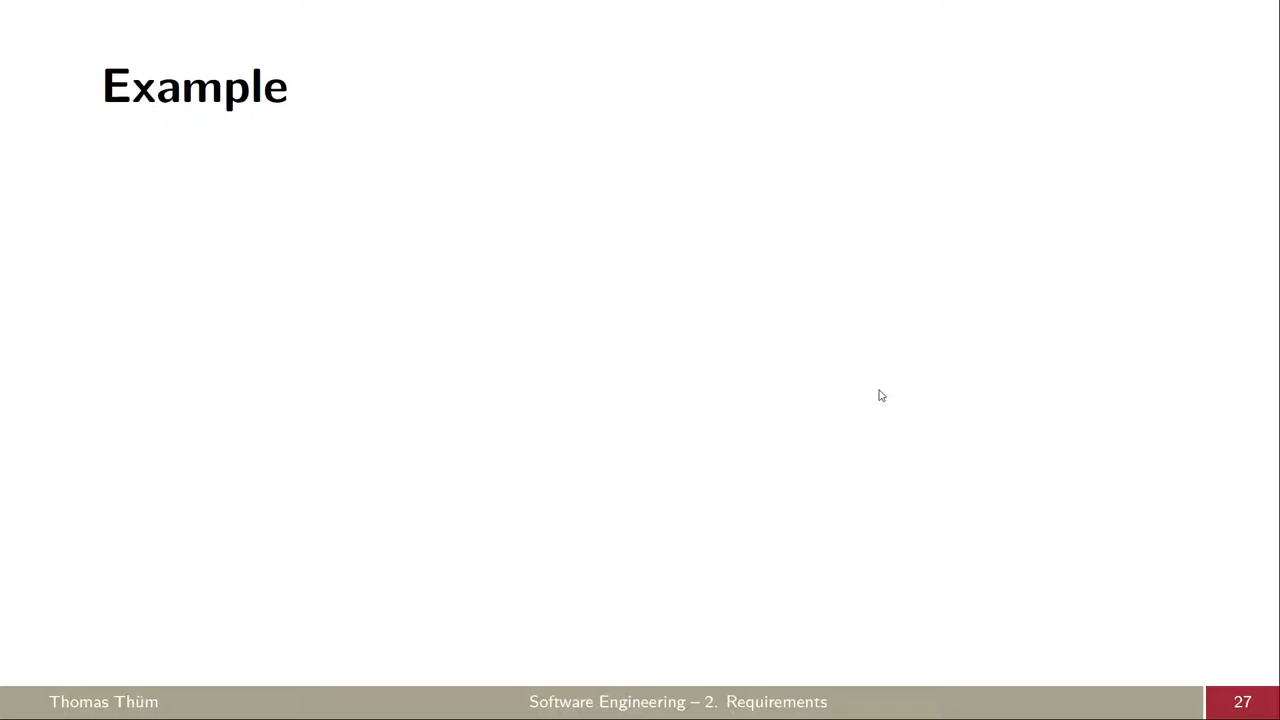 Example
Thomas Thüm
Software Engineering – 2. Requirements
27